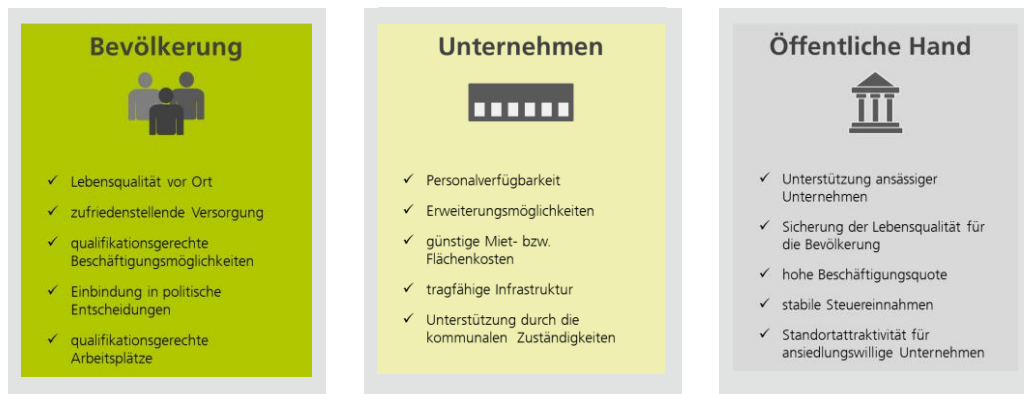 Bevölkerung
Lebensqualität vor Ort
zufriedenstellende Versorgung
qualifikationsgerechte
Beschäftigungsmöglichkeiten
Einbindung in politische
Entscheidungen
qualifikationsgerechte
Arbeitsplätze
Unternehmen
Personalverfügbarkeit
Erweiterungsmöglichkeiten
günstige Miet- bzw.
Flächenkosten
tragfähige Infrastruktur
Unterstützung durch die
kommunalen Zuständigkeiten
Öffentliche Hand
Unterstützung ansässiger
Unternehmen
Sicherung der Lebensqualität für
die Bevölkerung
hohe Beschäftigungsquote
stabile Steuereinnahmen
Standortattraktivität für
ansiedlungswillige Unternehmen